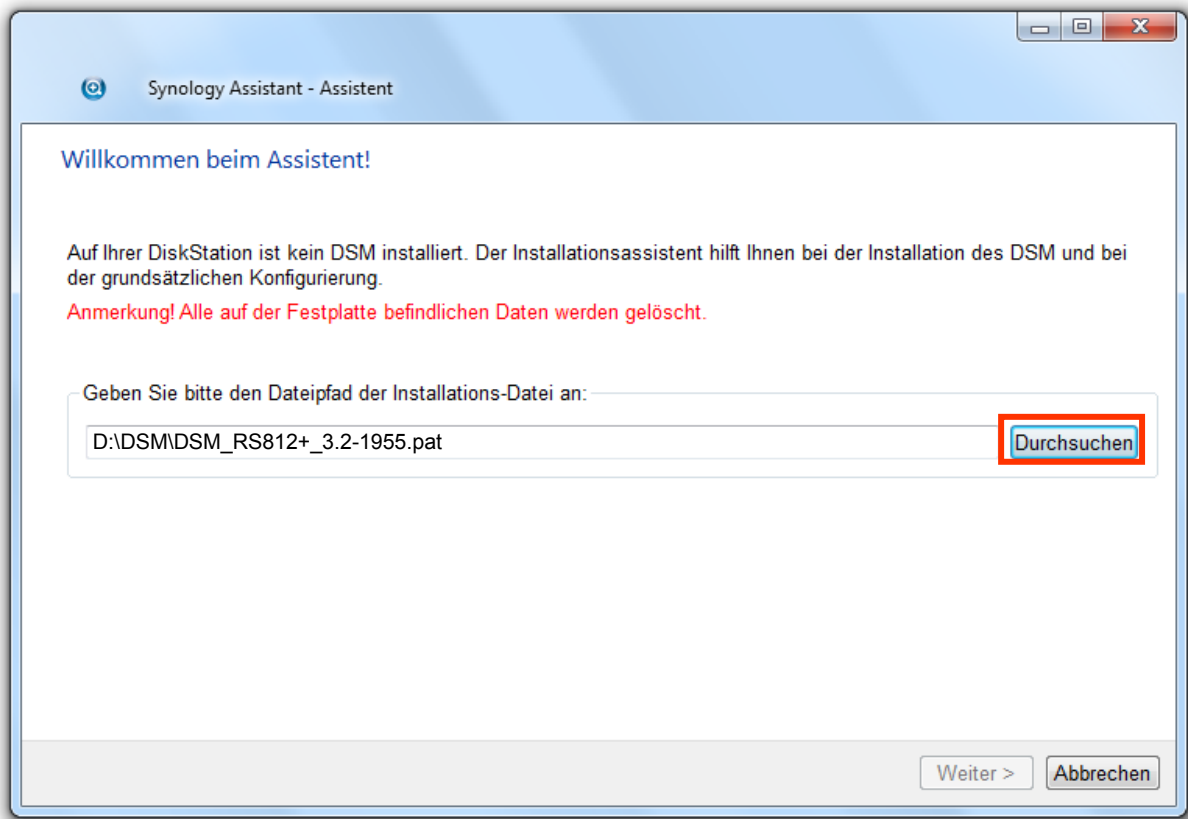 Synology Assistant - Assistent
Willkommen beim Assistent!
Auf Ihrer DiskStation ist kein DSM installiert. Der Installationsassistent hilft Ihnen bei der Installation des DSM und bei
der grundsätzlichen Konfigurierung.
Anmerkung! Alle auf der Festplatte befindlichen Daten werden gelöscht.
Geben Sie bitte den Dateipfad der Installations-Datei an:
D:\DSM\DSM_RS812+_3.2-1955.pat
Durchsuchen
Weiter >
Abbrechen